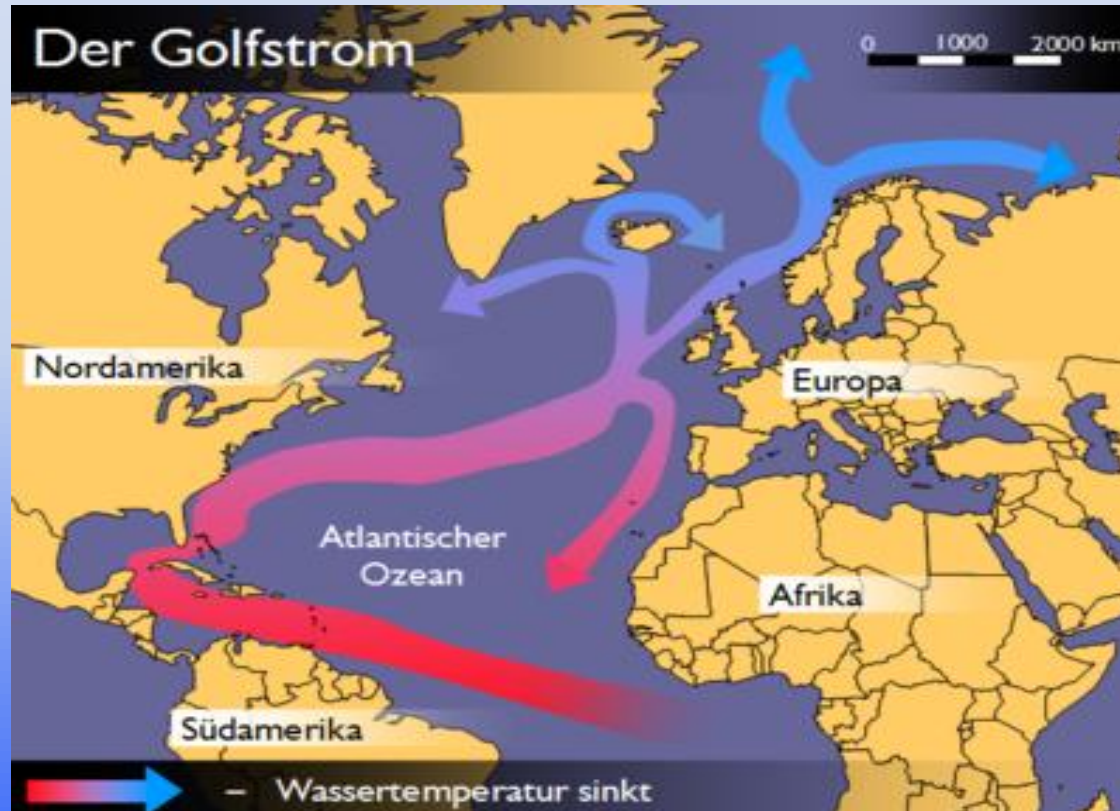 Der Golfstrom
0 1000 2000 km
Nordamerika
Europa
Atlantischer
Ozean
Afrika
Südamerika
– Wassertemperatur sinkt